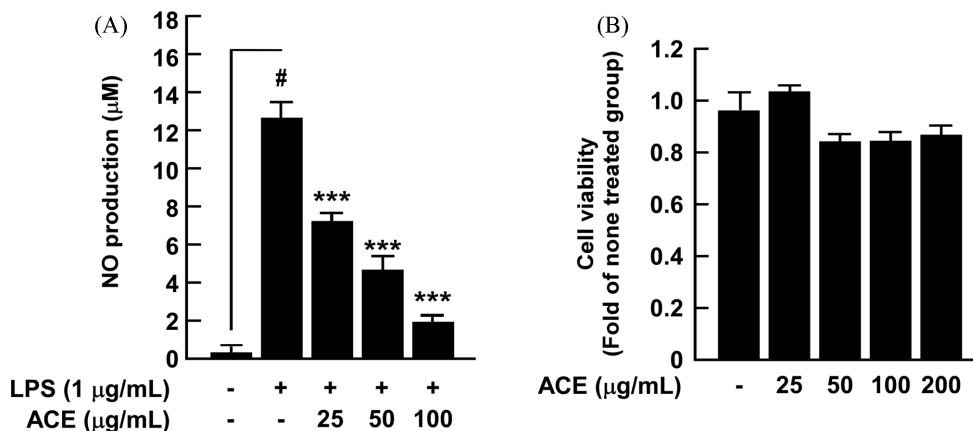 (A)
NO production (μM)
18
16
14
12
10
8
6
4
2
0
#
***
***
***
LPS (1 μg/mL) - + + + +
ACE (μg/mL) - - 25 50 100
(B)
Cell viability
(Fold of none treated group)
1.2
1.0
0.8
0.6
0.4
0.2
0
ACE (μg/mL) - 25 50 100 200